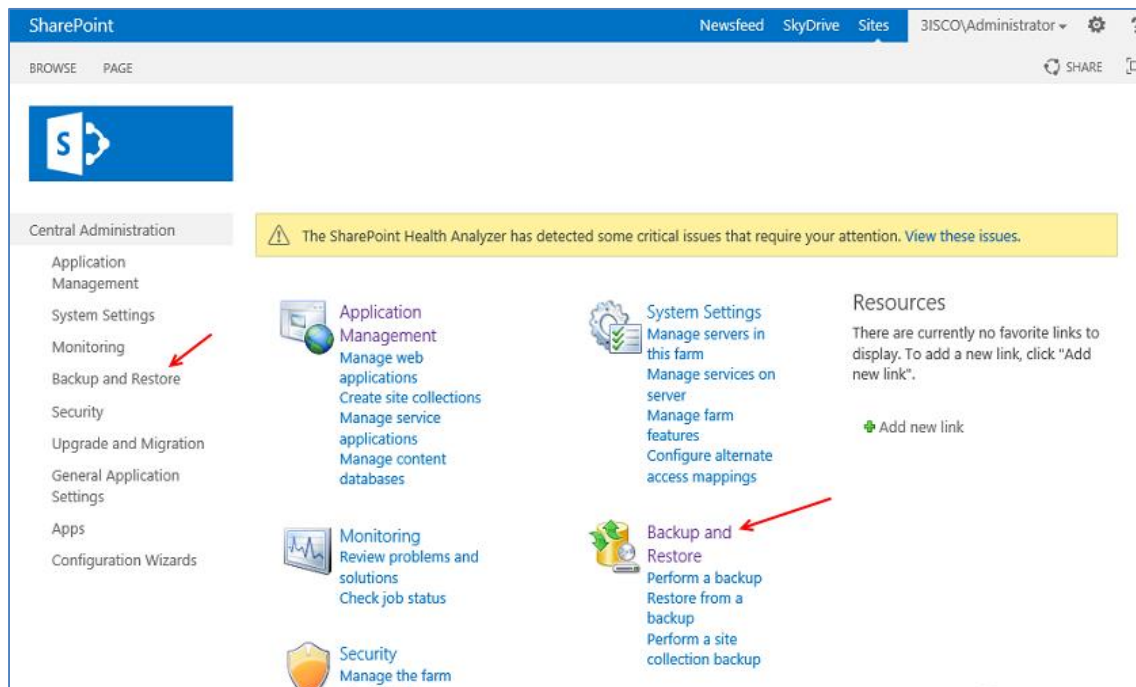 SharePoint
Newsfeed SkyDrive Sites 3ISCO\Administrator
BROWSE PAGE
SHARE
S
Central Administration
Application
Management
System Settings
Monitoring
Backup and Restore
Security
Upgrade and Migration
General Application
Settings
Apps
Configuration Wizards
The SharePoint Health Analyzer has detected some critical issues that require your attention. View these issues.
Application
Management
Manage web
applications
Create site collections
Manage service
applications
Manage content
databases
System Settings
Manage servers in
this farm
Manage services on
server
Manage farm
features
Configure alternate
access mappings
Resources
There are currently no favorite links to
display. To add a new link, click "Add
new link".
Add new link
Monitoring
Review problems and
solutions
Check job status
Backup and
Restore
Perform a backup
Restore from a
backup
Perform a site
collection backup
Security
Manage the farm